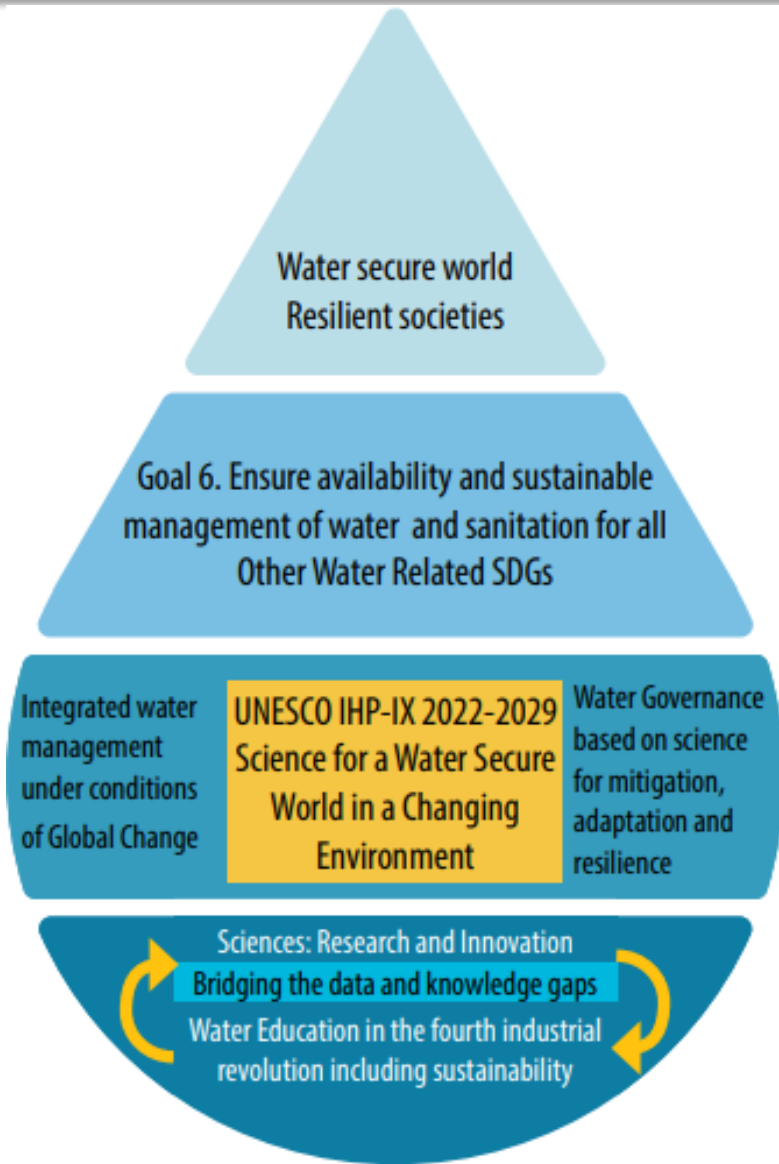 Water secure world
Resilient societies
Goal 6. Ensure availability and sustainable
management of water and sanitation for all
Other Water Related SDGs
Integrated water
management
under conditions
of Global Change
UNESCO IHP-IX 2022-2029
Science for a Water Secure
World in a Changing
Environment
Water Governance
based on science
for mitigation,
adaptation and
resilience
Sciences: Research and Innovation
Bridging the data and knowledge gaps
Water Education in the fourth industrial
revolution including sustainability